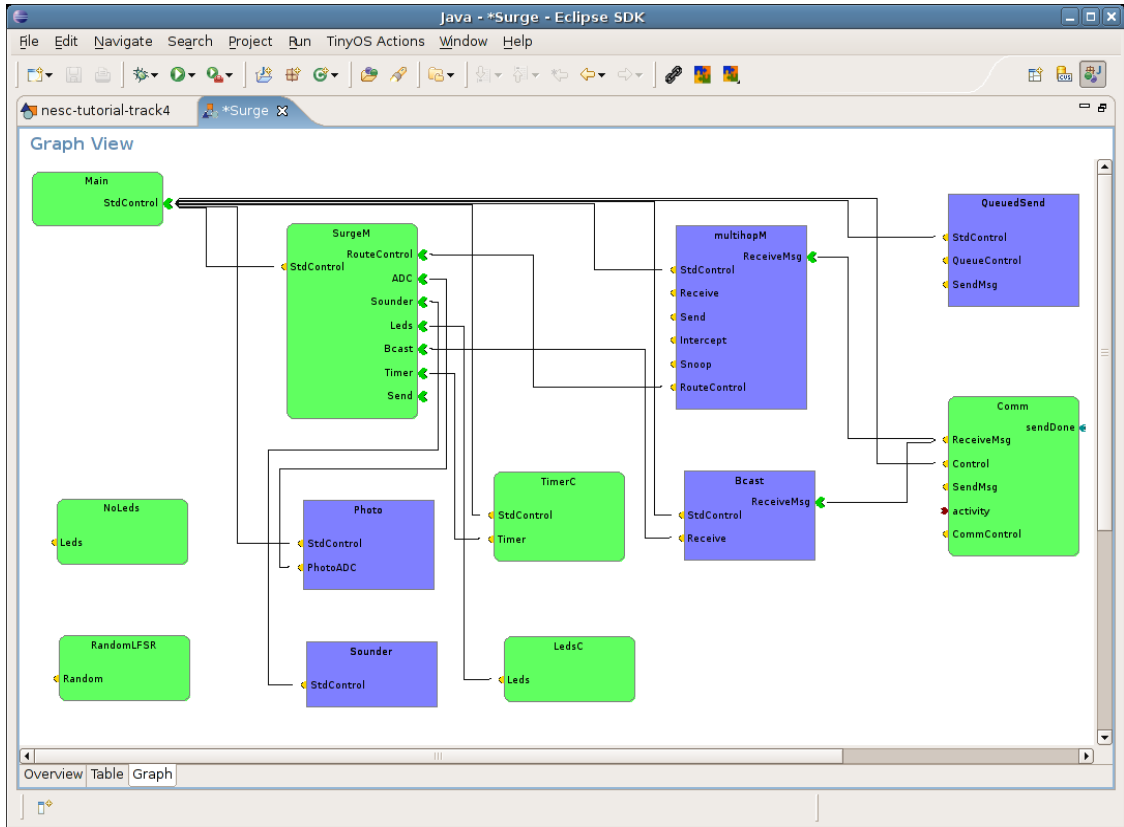 Java - *Surge - Eclipse SDK
File Edit Navigate Search Project Run TinyOS Actions Window Help
nesc-tutorial-track4 *Surge
Graph View
Main
StdControl
SurgeM
RouteControl
StdControl
ADC
Sounder
Leds
Bcast
Timer
Send
multihopM
ReceiveMsg
StdControl
Receive
Send
Intercept
Snoop
RouteControl
QueuedSend
StdControl
QueueControl
SendMsg
Comm
sendDone
ReceiveMsg
Control
SendMsg
activity
CommControl
NoLeds
Leds
Photo
StdControl
PhotoADC
TimerC
StdControl
Timer
Bcast
ReceiveMsg
StdControl
Receive
RandomLFSR
Random
Sounder
StdControl
LedsC
Leds
Overview Table Graph